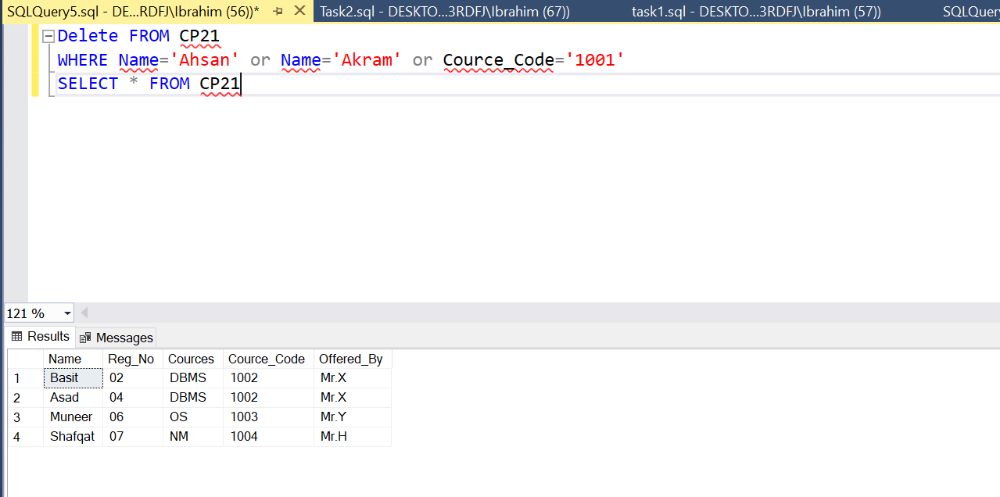 SQLQuery5.sql - DE...RDFJ\Ibrahim (56))* Task2.sql - DESKTO...3RDFJ\Ibrahim (67)) task1.sql - DESKTO...3RDFJ\Ibrahim (57)) SQLQuery
Delete FROM CP21
WHERE Name='Ahsan' or Name='Akram' or Cource_Code='1001'
SELECT * FROM CP21
121 %
Results Messages
Name Reg_No Cources Cource_Code Offered_By
1 Basit 02 DBMS 1002 Mr.X
2 Asad 04 DBMS 1002 Mr.X
3 Muneer 06 OS 1003 Mr.Y
4 Shafqat 07 NM 1004 Mr.H